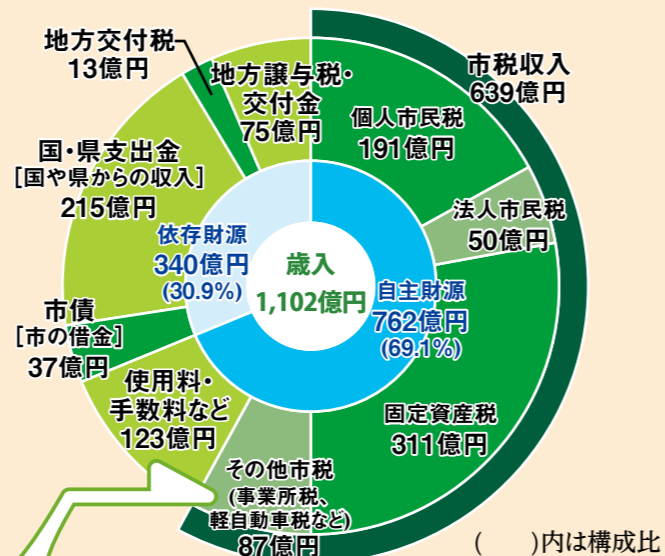 地方交付税
13億円
地方譲与税・
交付金
75億円
市税収入
639億円
個人市民税
191億円
国・県支出金
[国や県からの収入]
215億円
法人市民税
50億円
依存財源
340億円
(30.9%)
歳入
1,102億円
自主財源
762億円
(69.1%)
市債
[市の借金]
37億円
使用料・
手数料など
123億円
固定資産税
311億円
その他市税
(事業所税、
軽自動車税など)
87億円
(　　)内は構成比